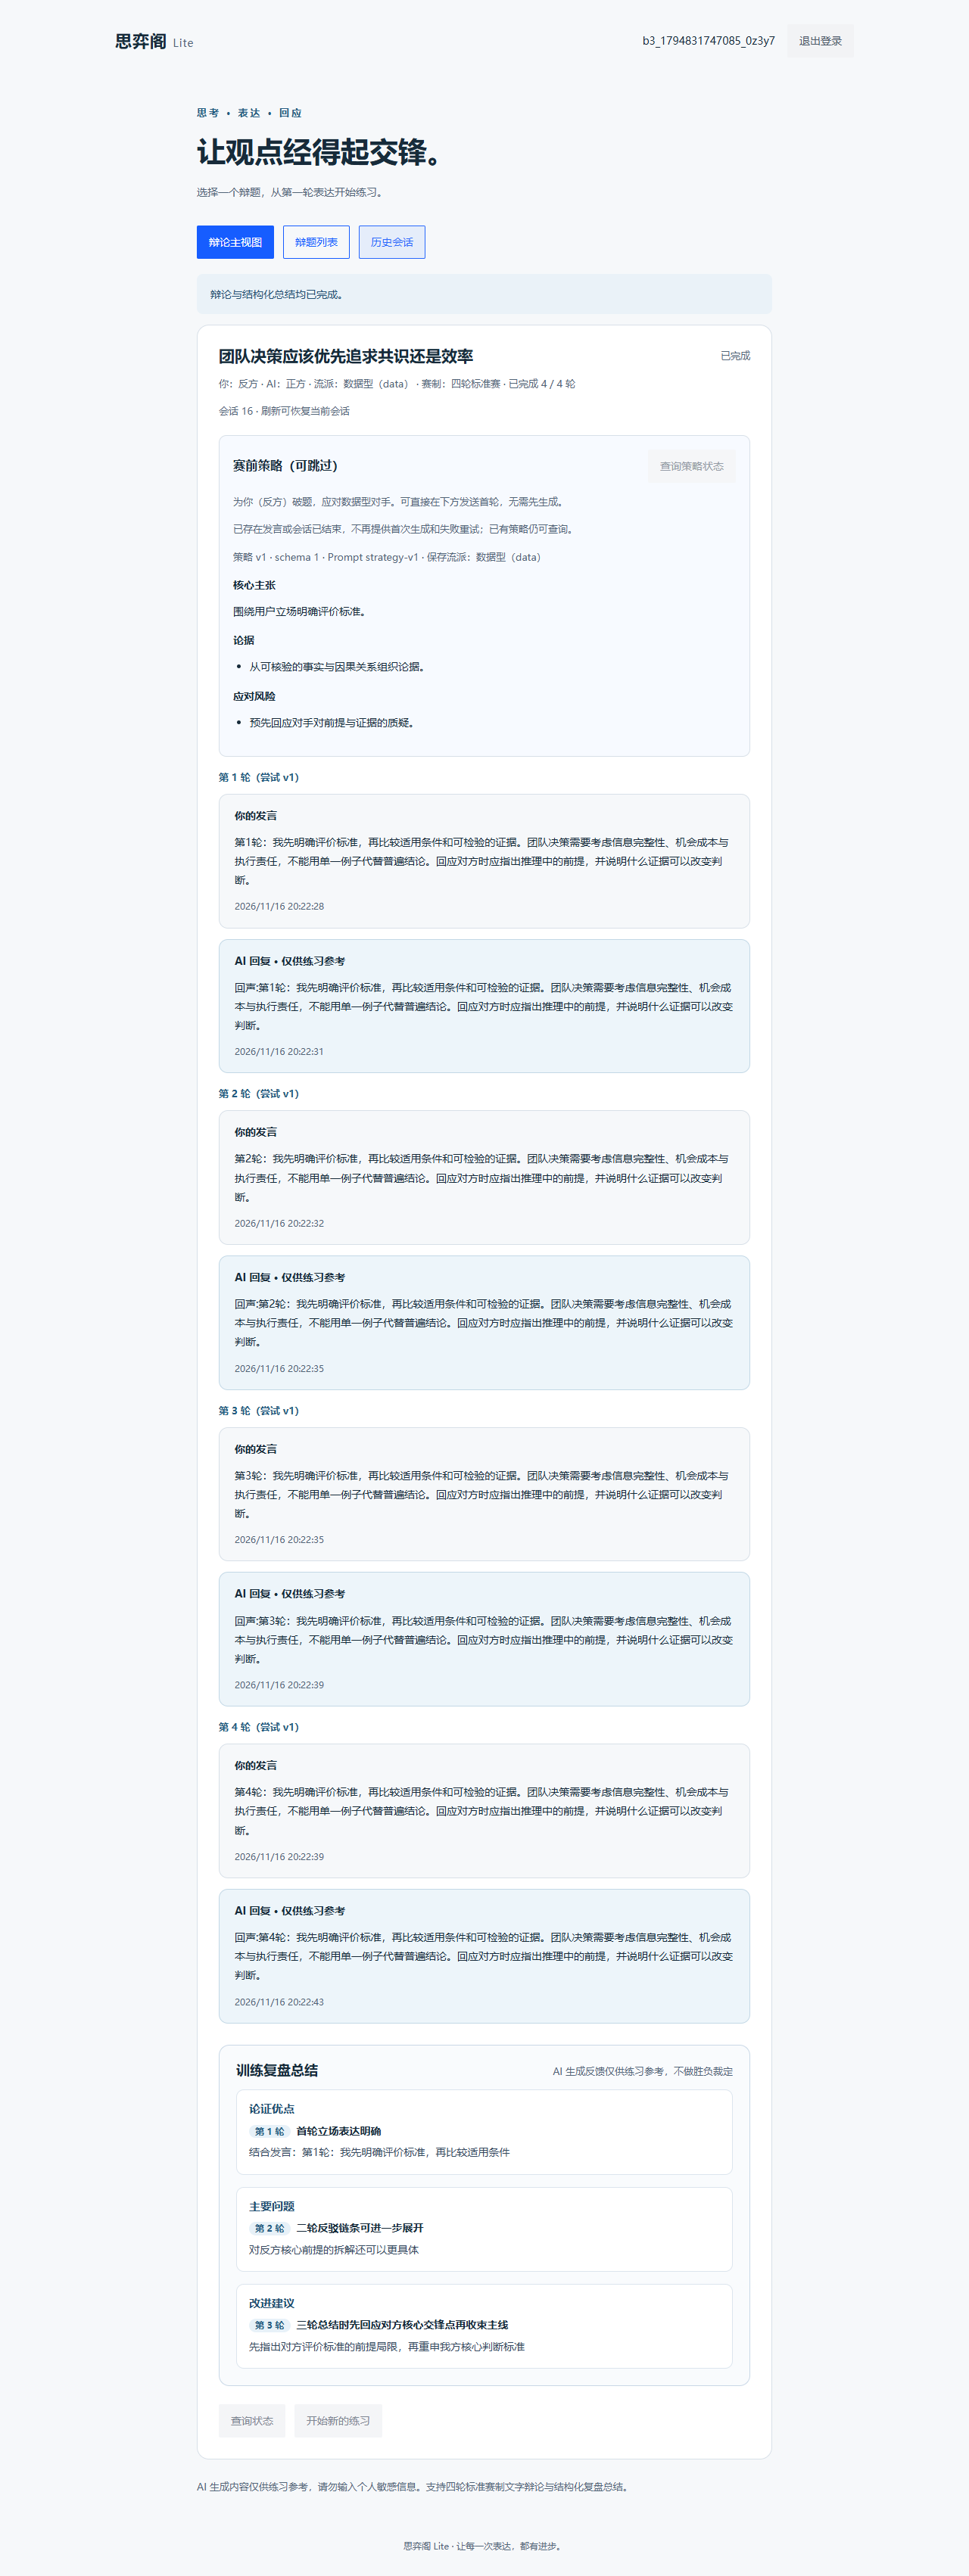 思弈阁 Lite
b3_1794831747085_0z3y7
退出登录
思考 • 表达 • 回应
让观点经得起交锋。
选择一个辩题，从第一轮表达开始练习。
辩论主视图
辩题列表
历史会话
辩论与结构化总结均已完成。
团队决策应该优先追求共识还是效率
已完成
你：反方 · AI：正方 · 流派：数据型（data） · 赛制：四轮标准赛 · 已完成 4 / 4 轮
会话 16 · 刷新可恢复当前会话
赛前策略（可跳过）
查询策略状态
为你（反方）破题，应对数据型对手。可直接在下方发送首轮，无需先生成。
已存在发言或会话已结束，不再提供首次生成和失败重试；已有策略仍可查询。
策略 v1 · schema 1 · Prompt strategy-v1 · 保存流派：数据型（data）
核心主张
围绕用户立场明确评价标准。
论据
• 从可核验的事实与因果关系组织论据。
应对风险
• 预先回应对手对前提与证据的质疑。
第 1 轮（尝试 v1）
你的发言
第1轮：我先明确评价标准，再比较适用条件和可检验的证据。团队决策需要考虑信息完整性、机会成本与
执行责任，不能用单一例子代替普遍结论。回应对方时应指出推理中的前提，并说明什么证据可以改变判
断。
2026/11/16 20:22:28
AI 回复 • 仅供练习参考
回声:第1轮：我先明确评价标准，再比较适用条件和可检验的证据。团队决策需要考虑信息完整性、机会成
本与执行责任，不能用单一例子代替普遍结论。回应对方时应指出推理中的前提，并说明什么证据可以改变
判断。
2026/11/16 20:22:31
第 2 轮（尝试 v1）
你的发言
第2轮：我先明确评价标准，再比较适用条件和可检验的证据。团队决策需要考虑信息完整性、机会成本与
执行责任，不能用单一例子代替普遍结论。回应对方时应指出推理中的前提，并说明什么证据可以改变判
断。
2026/11/16 20:22:32
AI 回复 • 仅供练习参考
回声:第2轮：我先明确评价标准，再比较适用条件和可检验的证据。团队决策需要考虑信息完整性、机会成
本与执行责任，不能用单一例子代替普遍结论。回应对方时应指出推理中的前提，并说明什么证据可以改变
判断。
2026/11/16 20:22:35
第 3 轮（尝试 v1）
你的发言
第3轮：我先明确评价标准，再比较适用条件和可检验的证据。团队决策需要考虑信息完整性、机会成本与
执行责任，不能用单一例子代替普遍结论。回应对方时应指出推理中的前提，并说明什么证据可以改变判
断。
2026/11/16 20:22:35
AI 回复 • 仅供练习参考
回声:第3轮：我先明确评价标准，再比较适用条件和可检验的证据。团队决策需要考虑信息完整性、机会成
本与执行责任，不能用单一例子代替普遍结论。回应对方时应指出推理中的前提，并说明什么证据可以改变
判断。
2026/11/16 20:22:39
第 4 轮（尝试 v1）
你的发言
第4轮：我先明确评价标准，再比较适用条件和可检验的证据。团队决策需要考虑信息完整性、机会成本与
执行责任，不能用单一例子代替普遍结论。回应对方时应指出推理中的前提，并说明什么证据可以改变判
断。
2026/11/16 20:22:39
AI 回复 • 仅供练习参考
回声:第4轮：我先明确评价标准，再比较适用条件和可检验的证据。团队决策需要考虑信息完整性、机会成
本与执行责任，不能用单一例子代替普遍结论。回应对方时应指出推理中的前提，并说明什么证据可以改变
判断。
2026/11/16 20:22:43
训练复盘总结
AI 生成反馈仅供练习参考，不做胜负裁定
论证优点
第 1 轮 首轮立场表达明确
结合发言：第1轮：我先明确评价标准，再比较适用条件
主要问题
第 2 轮 二轮反驳链条可进一步展开
对反方核心前提的拆解还可以更具体
改进建议
第 3 轮 三轮总结时先回应对方核心交锋点再收束主线
先指出对方评价标准的前提局限，再重申我方核心判断标准
查询状态
开始新的练习
AI 生成内容仅供练习参考，请勿输入个人敏感信息。支持四轮标准赛制文字辩论与结构化复盘总结。
思弈阁 Lite · 让每一次表达，都有进步。